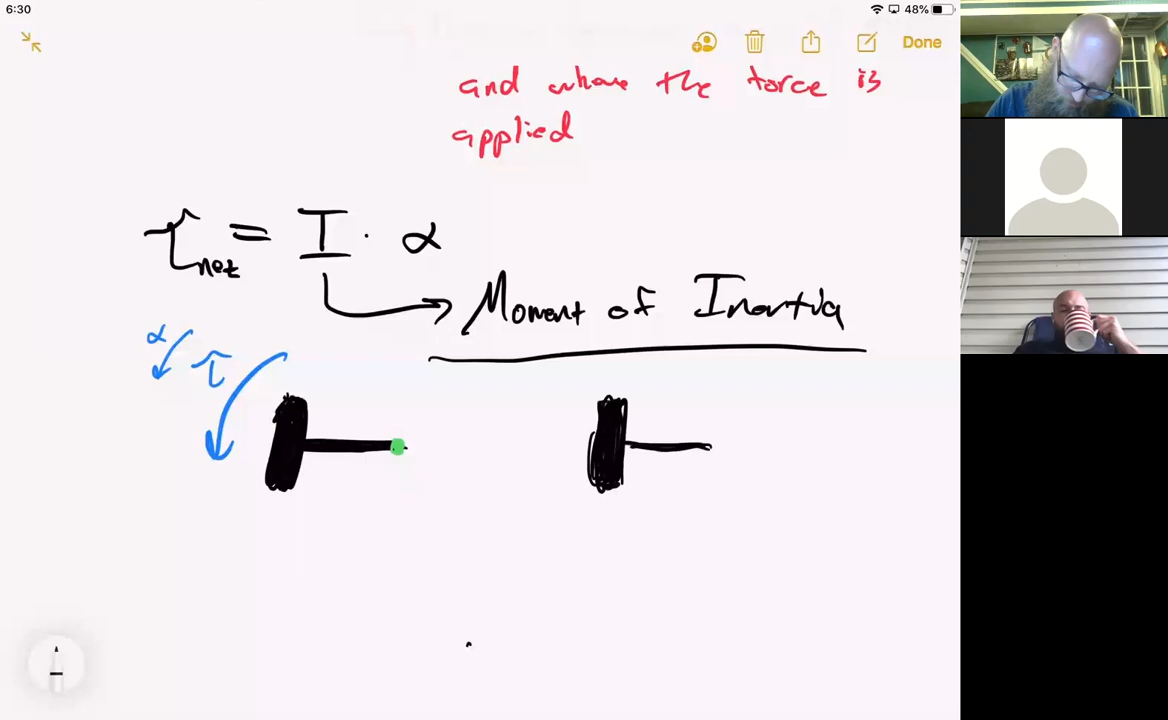 6:30
48%
Done
and where the force is
applied
τnet = I · α
Moment of Inertia
α
τ